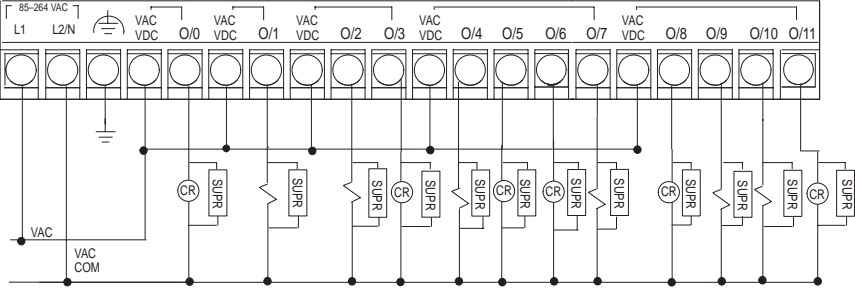 85–264 VAC
L1 L2/N VAC VDC O/0 VAC VDC O/1 VAC VDC O/2 O/3 VAC VDC O/4 O/5 O/6 O/7 VAC VDC O/8 O/9 O/10 O/11
CR SUPR SUPR SUPR CR SUPR SUPR CR SUPR CR SUPR SUPR CR SUPR SUPR SUPR CR SUPR
VAC
VAC
COM